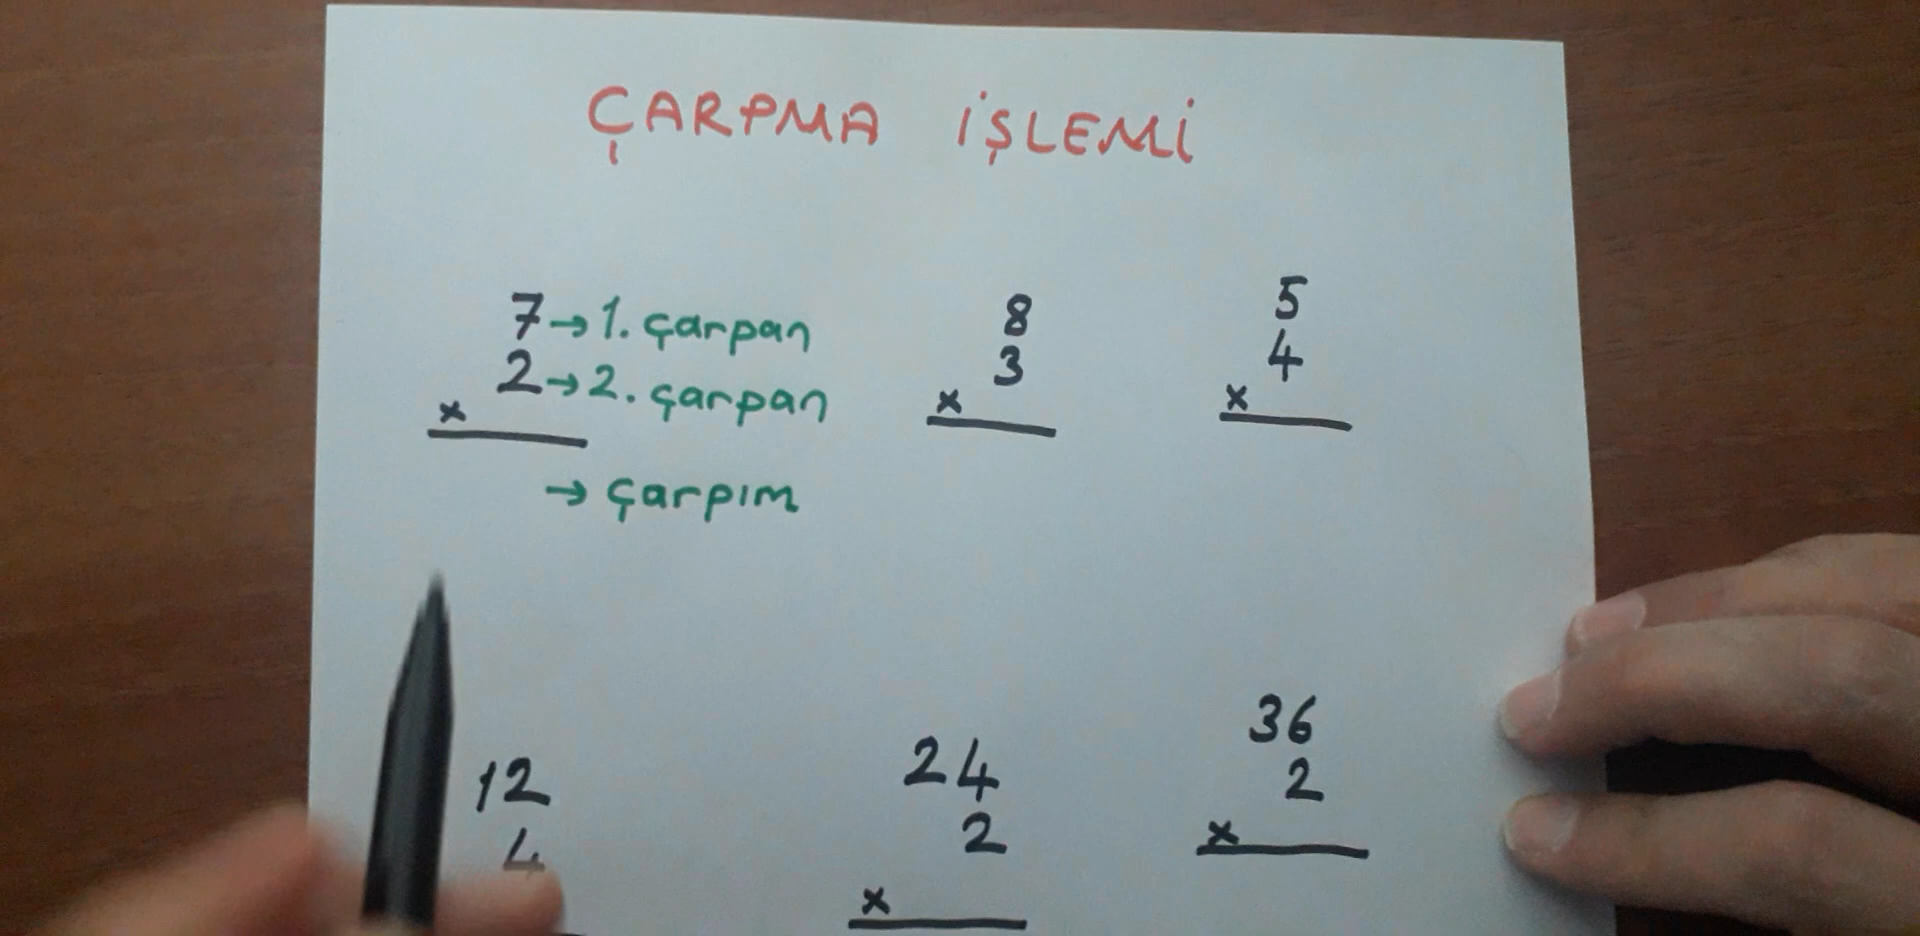 ÇARPMA İŞLEMİ
7 → 1. çarpan
2 → 2. çarpan
x
→ çarpım
8
3
x
5
4
x
12
4
24
2
x
36
2
x